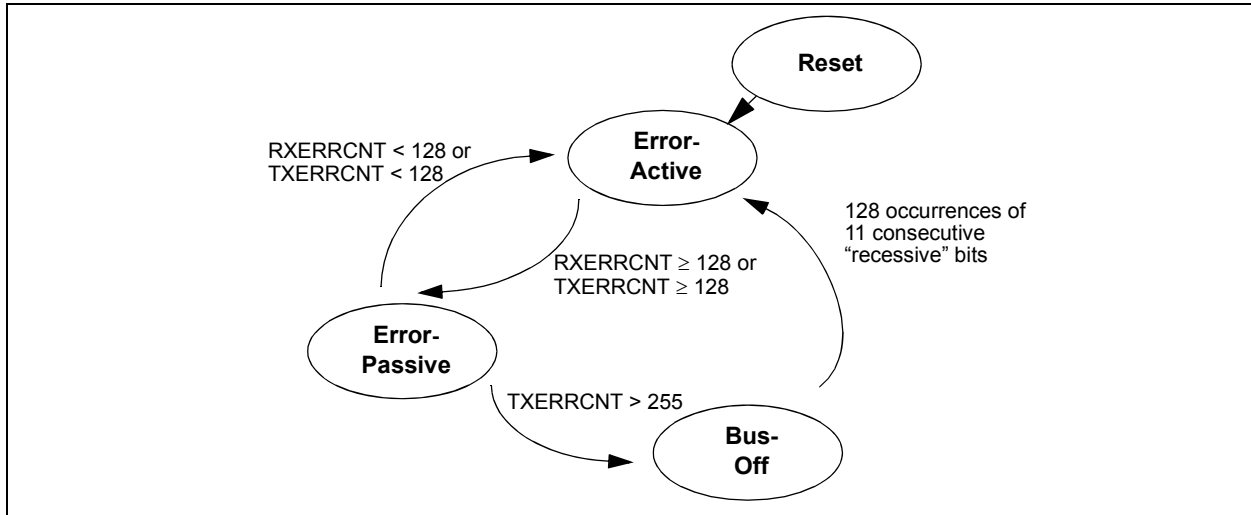 Reset
Error-
Active
RXERRCNT < 128 or
TXERRCNT < 128
128 occurrences of
11 consecutive
“recessive” bits
RXERRCNT ≥ 128 or
TXERRCNT ≥ 128
Error-
Passive
TXERRCNT > 255
Bus-
Off